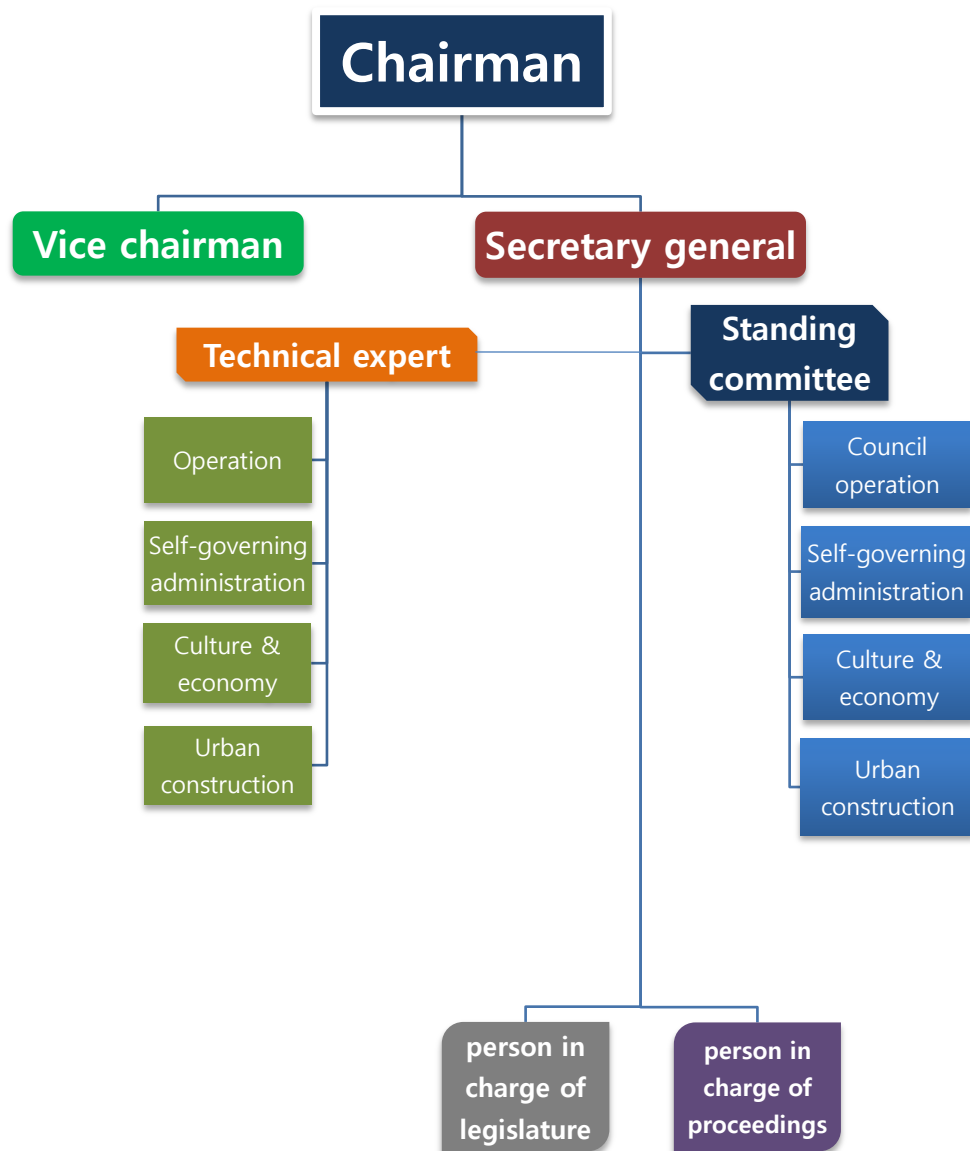 Chairman
Vice chairman
Secretary general
Technical expert
Standing
committee
Operation
Self-governing
administration
Culture &
economy
Urban
construction
Council
operation
Self-governing
administration
Culture &
economy
Urban
construction
person in
charge of
legislature
person in
charge of
proceedings